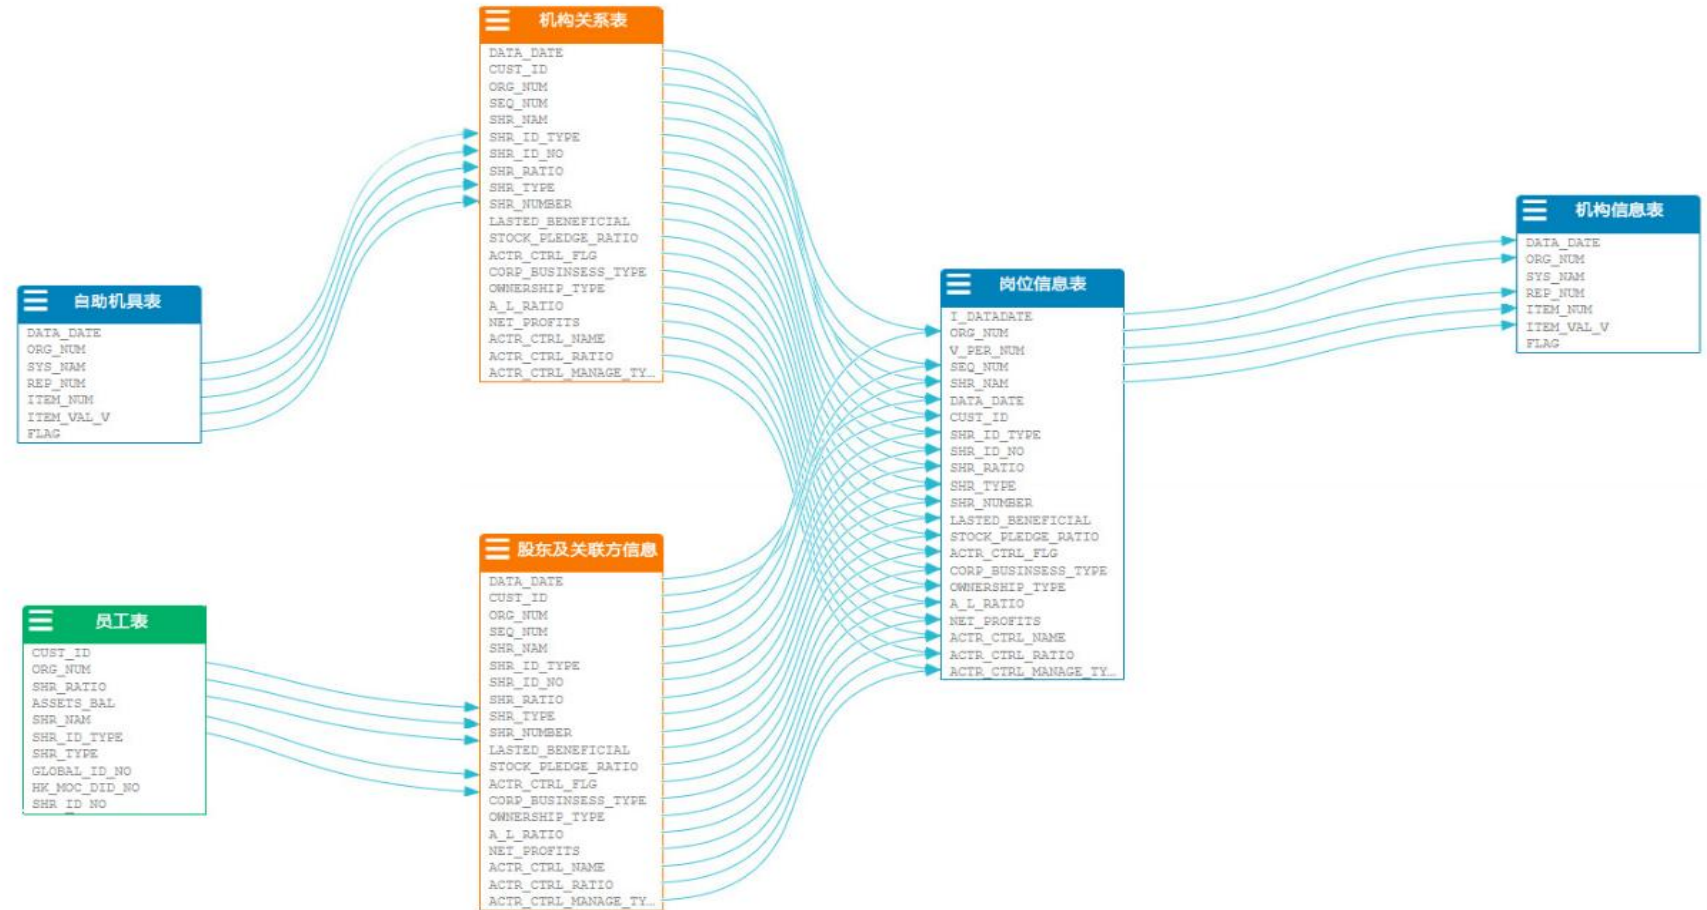 机构关系表
DATA_DATE
CUST_ID
ORG_NUM
SEQ_NUM
SHR_NAM
SHR_ID_TYPE
SHR_ID_NO
SHR_RATIO
SHR_TYPE
SHR_NUMBER
LASTED_BENEFICIAL
STOCK_PLEDGE_RATIO
ACTR_CTRL_FLG
CORP_BUSINSESS_TYPE
OWNERSHIP_TYPE
A_L_RATIO
NET_PROFITS
ACTR_CTRL_NAME
ACTR_CTRL_RATIO
ACTR_CTRL_MANAGE_TY...
自助机具表
DATA_DATE
ORG_NUM
SYS_NAM
REP_NUM
ITEM_NUM
ITEM_VAL_V
FLAG
股东及关联方信息
DATA_DATE
CUST_ID
ORG_NUM
SEQ_NUM
SHR_NAM
SHR_ID_TYPE
SHR_ID_NO
SHR_RATIO
SHR_TYPE
SHR_NUMBER
LASTED_BENEFICIAL
STOCK_PLEDGE_RATIO
ACTR_CTRL_FLG
CORP_BUSINSESS_TYPE
OWNERSHIP_TYPE
A_L_RATIO
NET_PROFITS
ACTR_CTRL_NAME
ACTR_CTRL_RATIO
ACTR_CTRL_MANAGE_TY...
员工表
CUST_ID
ORG_NUM
SHR_RATIO
ASSETS_BAL
SHR_NAM
SHR_ID_TYPE
SHR_TYPE
GLOBAL_ID_NO
HK_MOC_DID_NO
SHR_ID_NO
岗位信息表
I_DATADATE
ORG_NUM
V_PER_NUM
SEQ_NUM
SHR_NAM
DATA_DATE
CUST_ID
SHR_ID_TYPE
SHR_ID_NO
SHR_RATIO
SHR_TYPE
SHR_NUMBER
LASTED_BENEFICIAL
STOCK_PLEDGE_RATIO
ACTR_CTRL_FLG
CORP_BUSINSESS_TYPE
OWNERSHIP_TYPE
A_L_RATIO
NET_PROFITS
ACTR_CTRL_NAME
ACTR_CTRL_RATIO
ACTR_CTRL_MANAGE_TY...
机构信息表
DATA_DATE
ORG_NUM
SYS_NAM
REP_NUM
ITEM_NUM
ITEM_VAL_V
FLAG